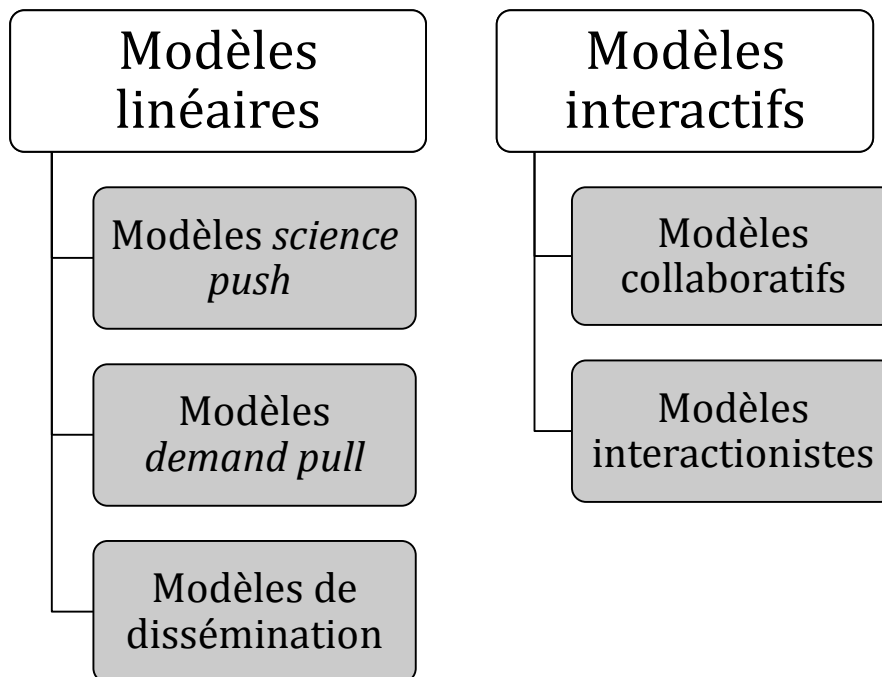 Modèles
linéaires
Modèles science
push
Modèles
demand pull
Modèles de
dissémination
Modèles
interactifs
Modèles
collaboratifs
Modèles
interactionistes